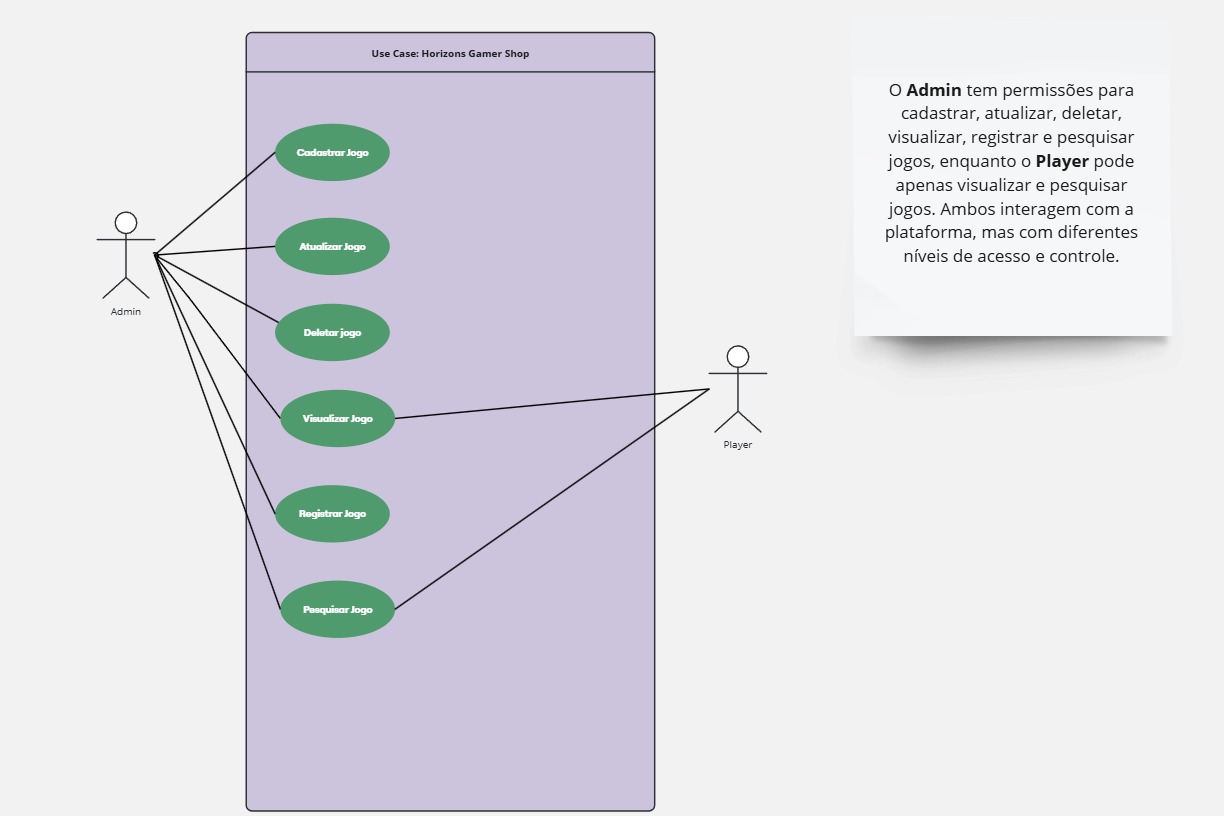 Use Case: Horizons Gamer Shop
Cadastrar Jogo
Atualizar Jogo
Deletar jogo
Visualizar Jogo
Registrar Jogo
Pesquisar Jogo
Admin
Player
O Admin tem permissões para
cadastrar, atualizar, deletar,
visualizar, registrar e pesquisar
jogos, enquanto o Player pode
apenas visualizar e pesquisar
jogos. Ambos interagem com a
plataforma, mas com diferentes
níveis de acesso e controle.